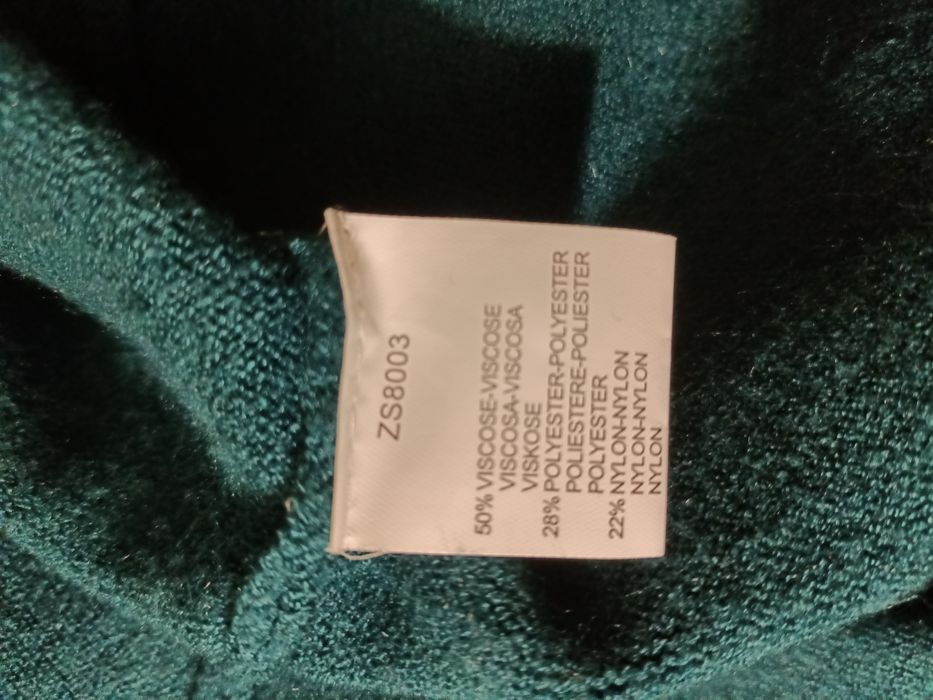 ZS8003
50% VISCOSE-VISCOSE
VISCOSA-VISCOSA
VISKOSE
28% POLYESTER-POLYESTER
POLIESTERE-POLIESTER
POLYESTER
22% NYLON-NYLON
NYLON-NYLON
NYLON